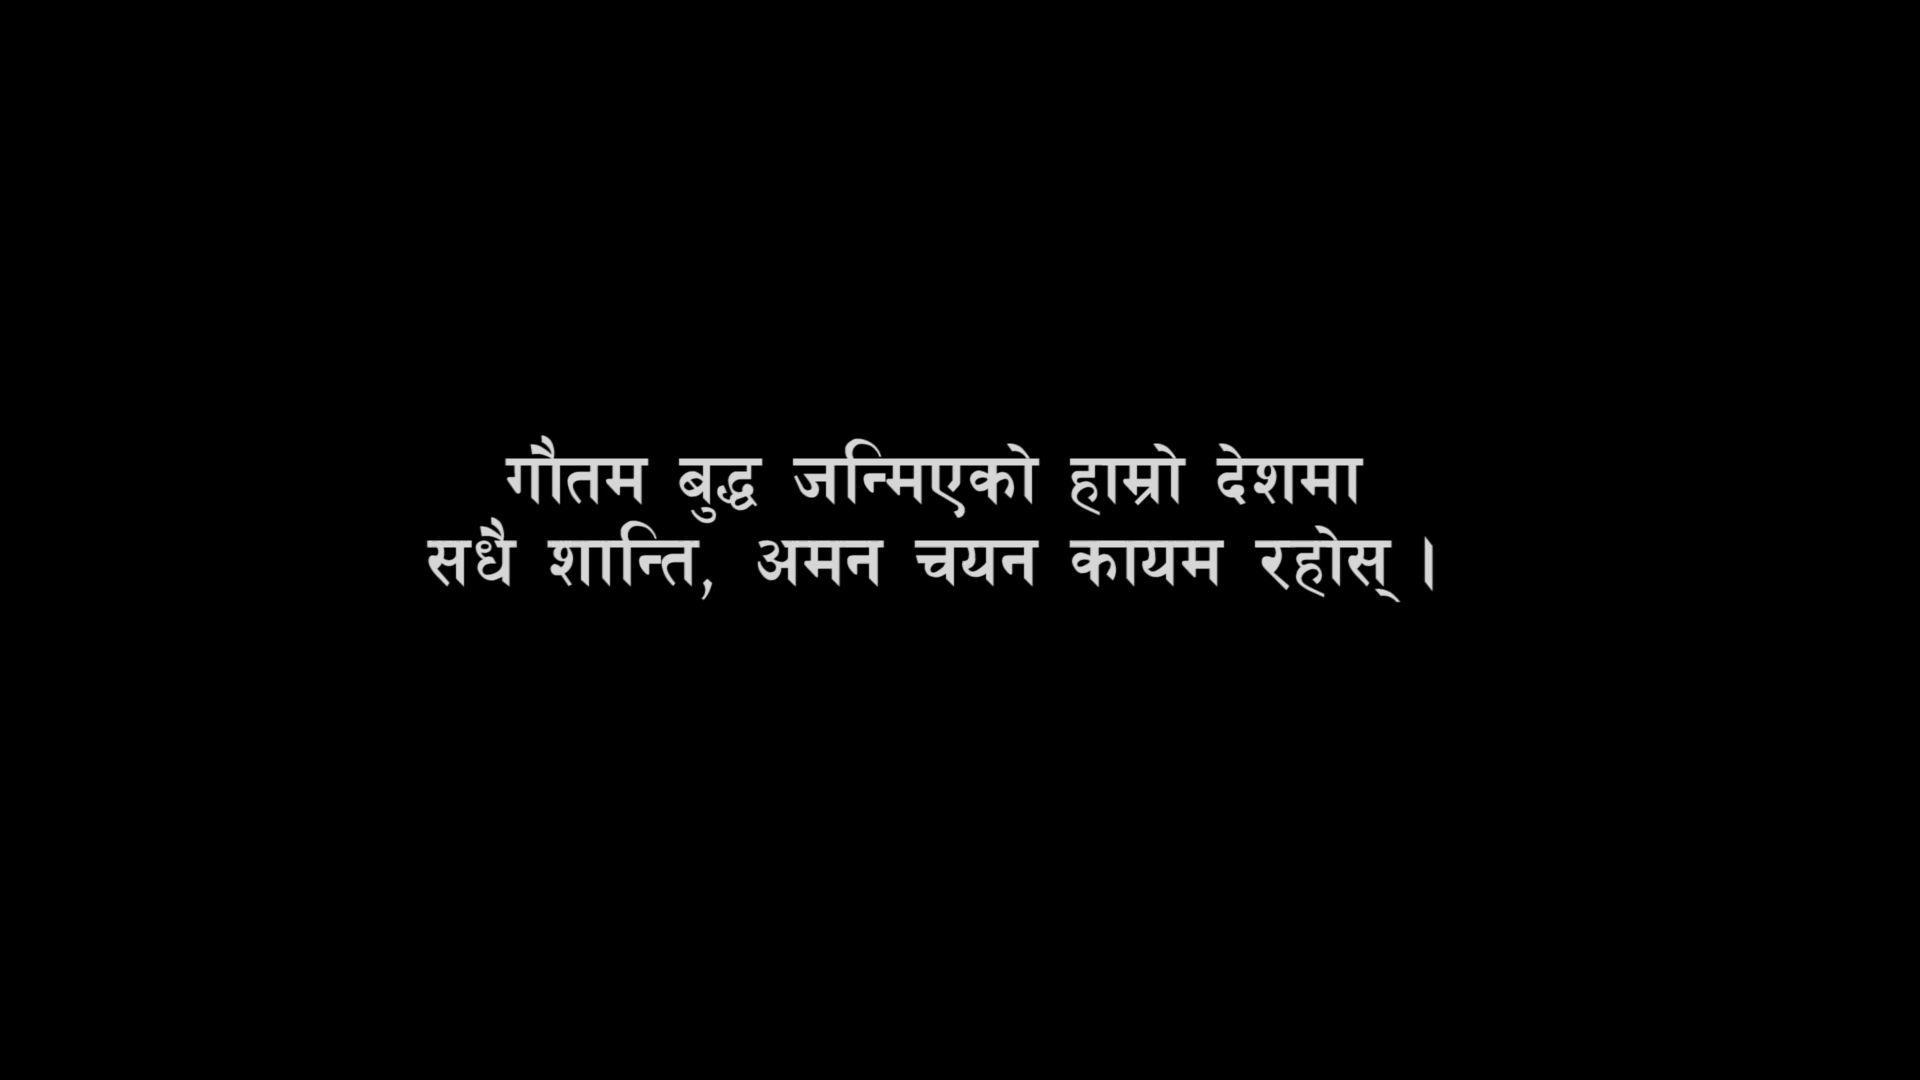 गौतम बुद्ध जन्मिएको हाम्रो देशमा
सधै शान्ति, अमन चयन कायम रहोस् ।